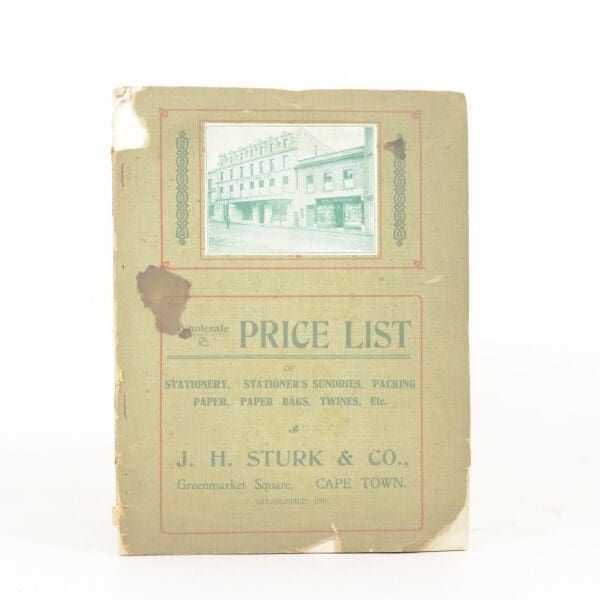 Wholesale PRICE LIST
OF
STATIONERY, STATIONER'S SUNDRIES, PACKING
PAPER, PAPER BAGS, TWINES, Etc.
J. H. STURK & CO.,
Greenmarket Square, CAPE TOWN.
ESTABLISHED